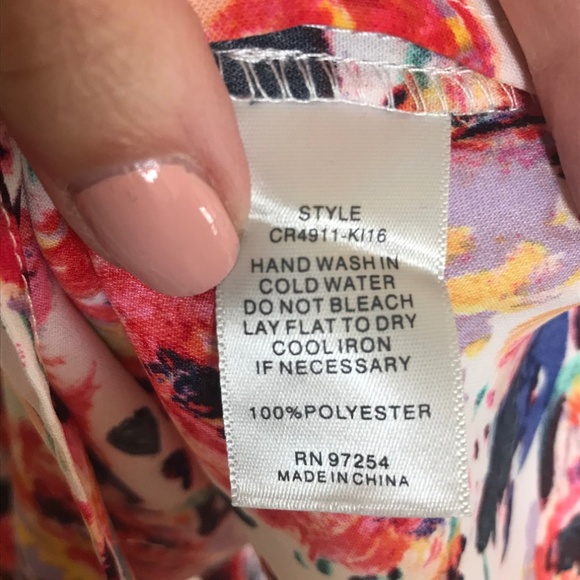 STYLE
CR4911-KI16
HAND WASH IN
COLD WATER
DO NOT BLEACH
LAY FLAT TO DRY
COOL IRON
IF NECESSARY
100%POLYESTER
RN 97254
MADE IN CHINA